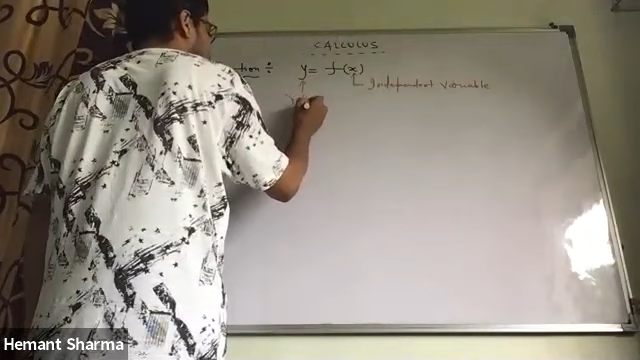 CALCULUS
y = f(x)
Independent variable
Hemant Sharma